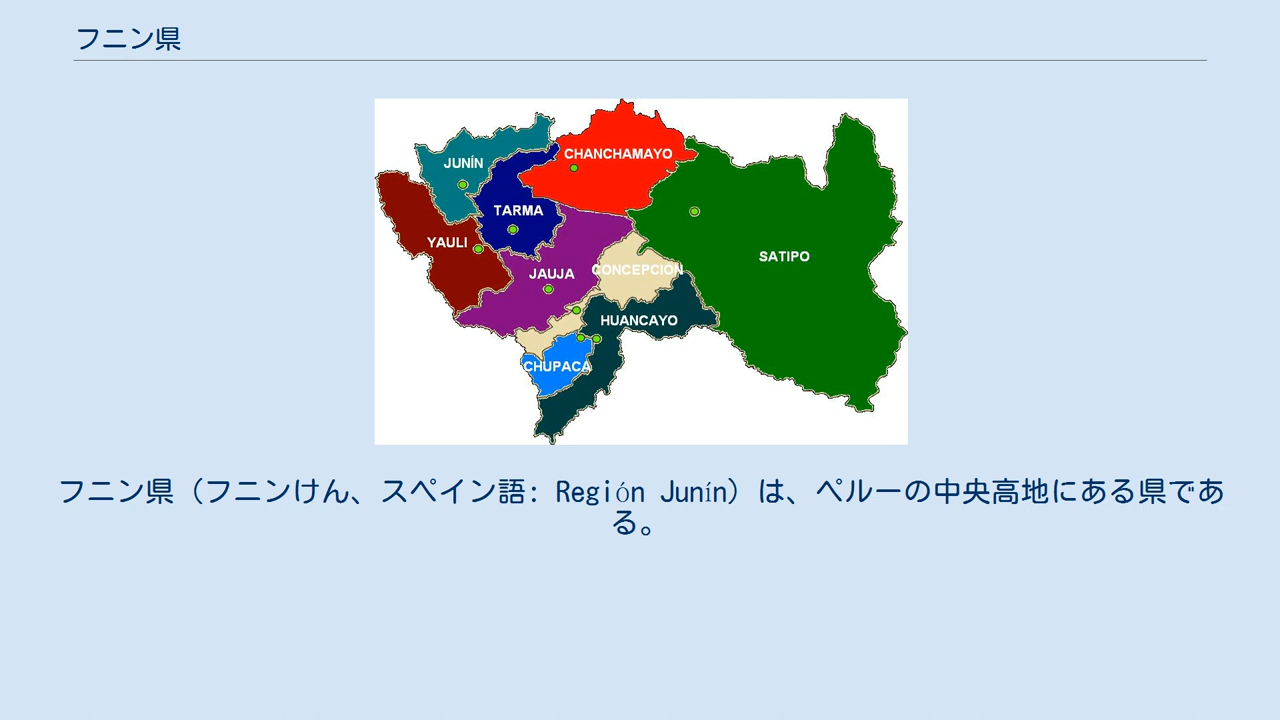 フニン県
CHANCHAMAYO
JUNÍN
TARMA
YAULI
SATIPO
CONCEPCIÓN
JAUJA
HUANCAYO
CHUPACA
フニン県（フニンけん、スペイン語: Región Junín）は、ペルーの中央高地にある県であ
る。